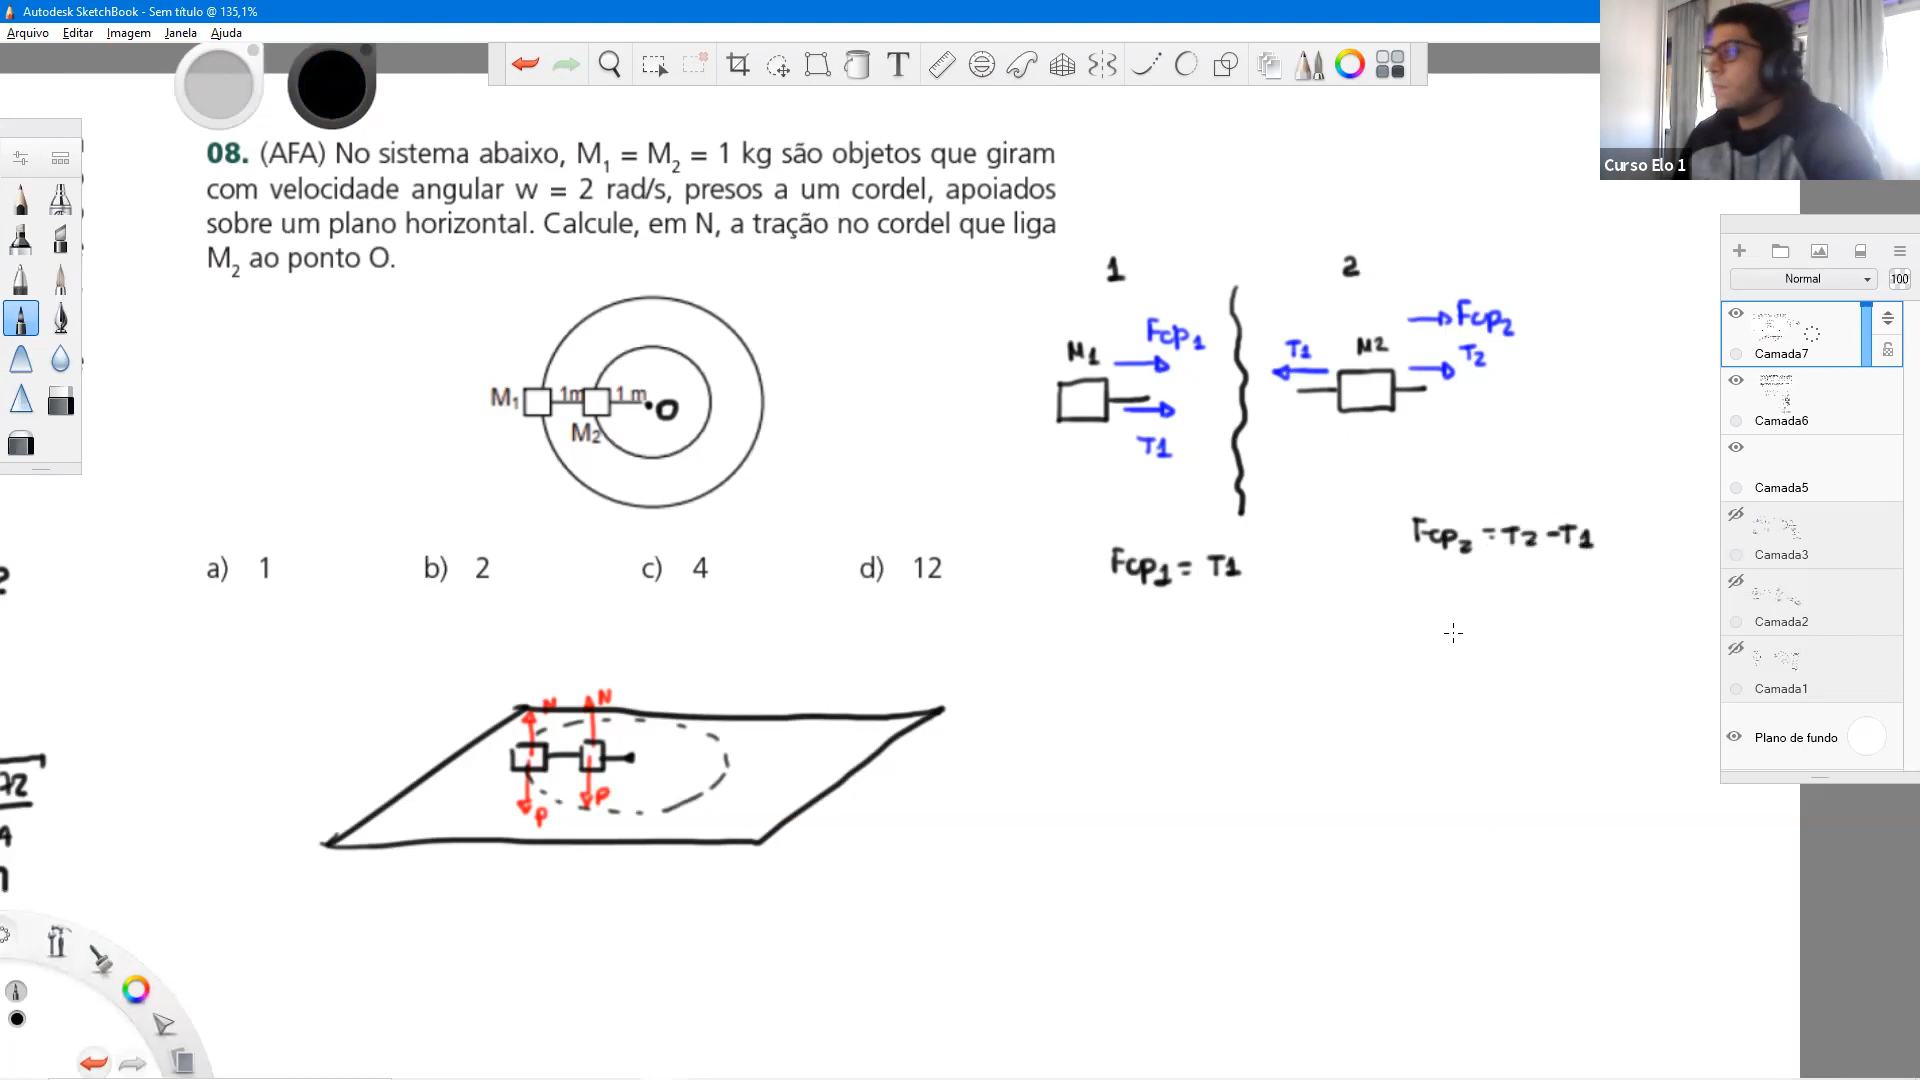 Autodesk SketchBook - Sem título @ 135,1%
Arquivo Editar Imagem Janela Ajuda
Curso Elo 1
08. (AFA) No sistema abaixo, M1 = M2 = 1 kg são objetos que giram
com velocidade angular w = 2 rad/s, presos a um cordel, apoiados
sobre um plano horizontal. Calcule, em N, a tração no cordel que liga
M2 ao ponto O.
M1 1m 1 m O
M2
a) 1 b) 2 c) 4 d) 12
1
M1 Fcp1
T1
2
Fcp2
T1 M2 T2
Fcp1 = T1
Fcp2 = T2 - T1
N N
P P
72
Normal 100
Camada7
Camada6
Camada5
Camada3
Camada2
Camada1
Plano de fundo